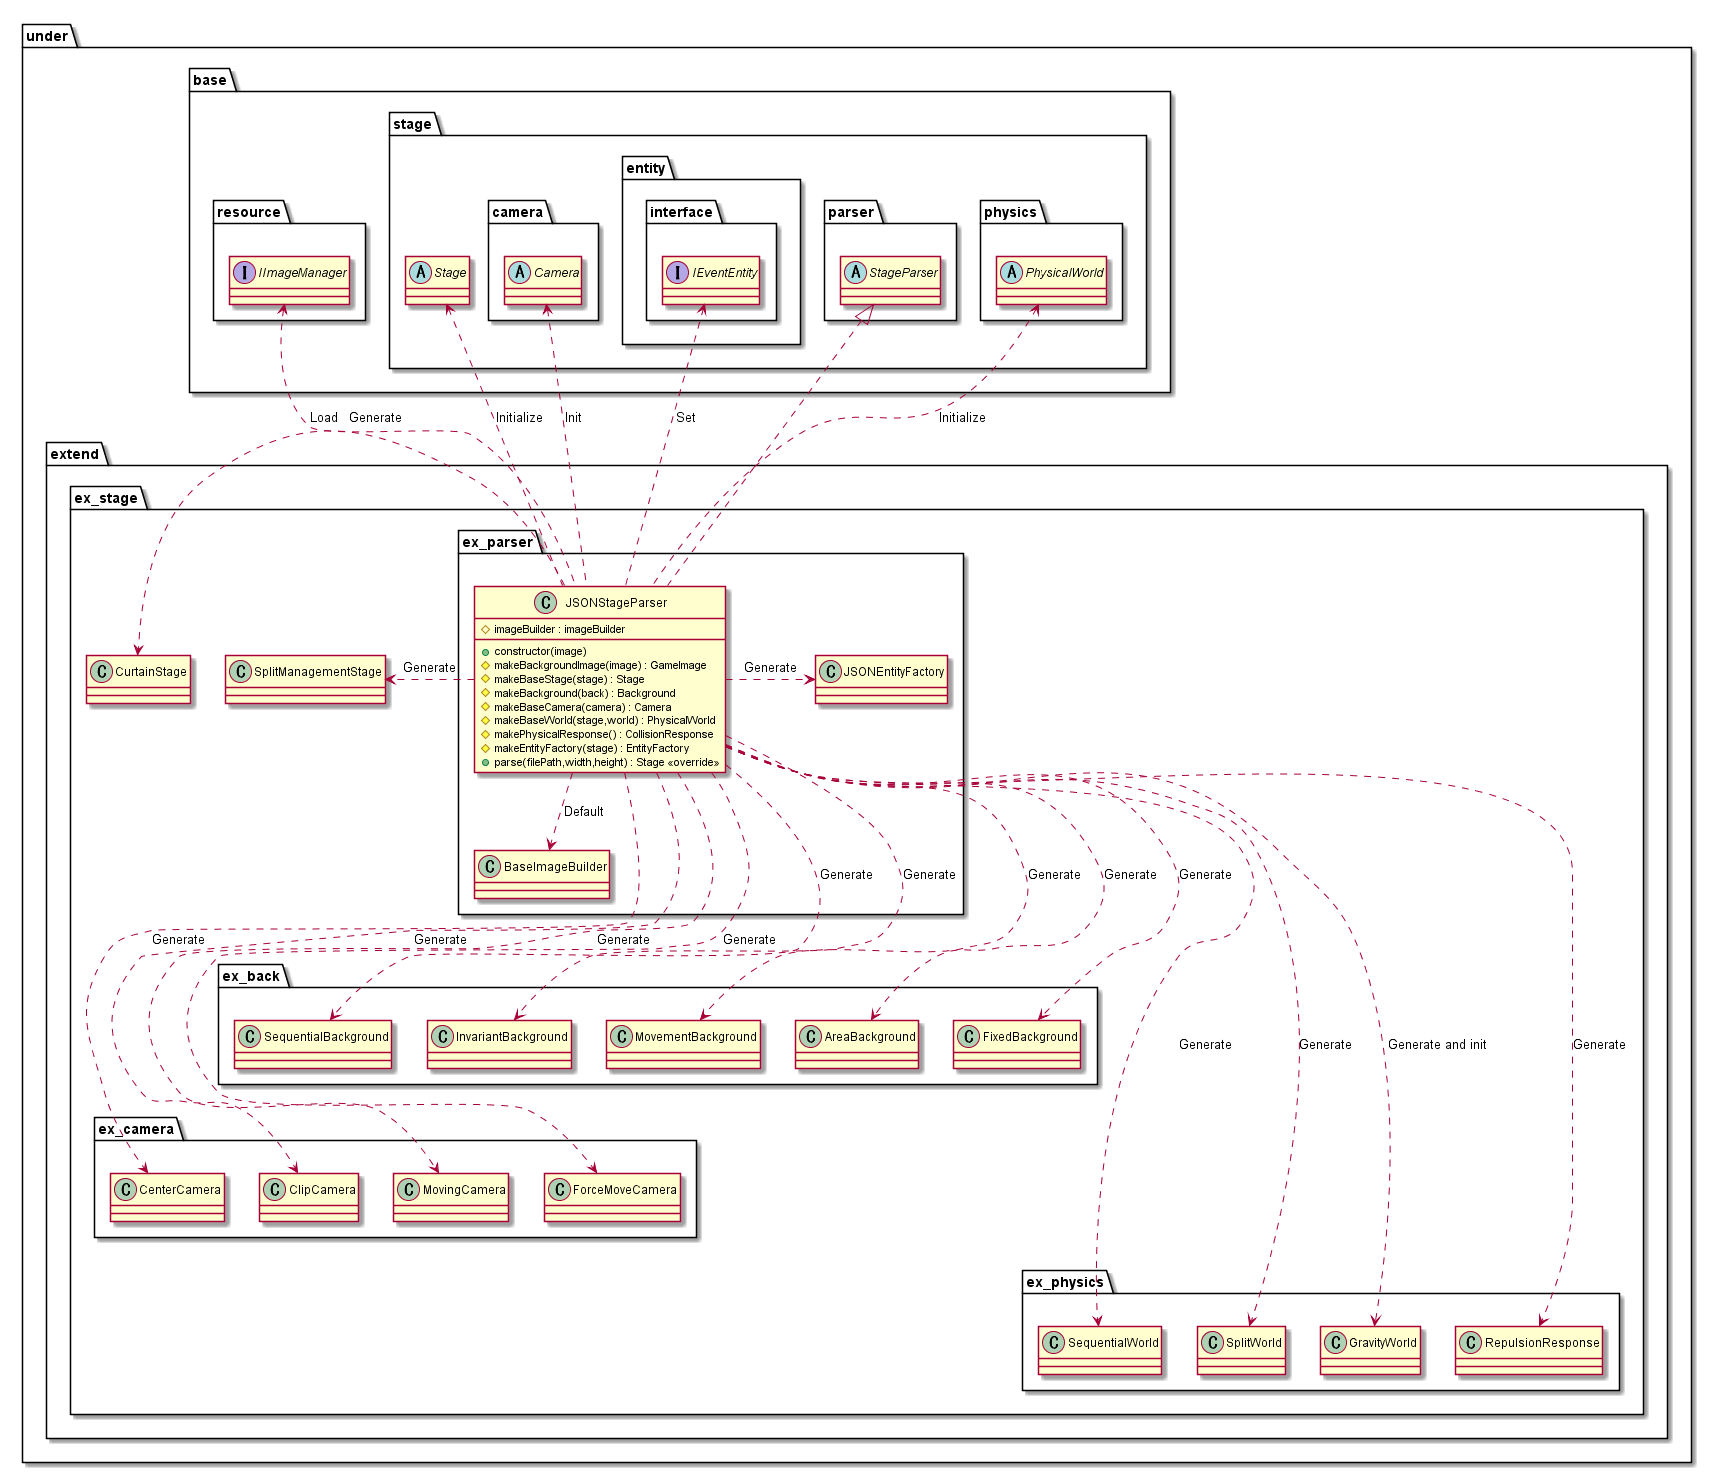 under
base
stage
entity
resource
camera
interface
parser
physics
I IImageManager
A Stage
A Camera
I IEventEntity
A StageParser
A PhysicalWorld
Load
Generate
Initialize
Init
Set
Initialize
extend
ex_stage
ex_parser
C JSONStageParser
imageBuilder : imageBuilder
constructor(image)
makeBackgroundImage(image) : GameImage
makeBaseStage(stage) : Stage
makeBackground(back) : Background
makeBaseCamera(camera) : Camera
makeBaseWorld(stage,world) : PhysicalWorld
makePhysicalResponse() : CollisionResponse
makeEntityFactory(stage) : EntityFactory
parse(filePath,width,height) : Stage «override»
C CurtainStage
C SplitManagementStage
Generate
Generate
C JSONEntityFactory
Default
C BaseImageBuilder
Generate
Generate
Generate
Generate
Generate
Generate
Generate
Generate
Generate
ex_back
C SequentialBackground
C InvariantBackground
C MovementBackground
C AreaBackground
C FixedBackground
Generate
Generate
Generate and init
Generate
ex_camera
C CenterCamera
C ClipCamera
C MovingCamera
C ForceMoveCamera
ex_physics
C SequentialWorld
C SplitWorld
C GravityWorld
C RepulsionResponse